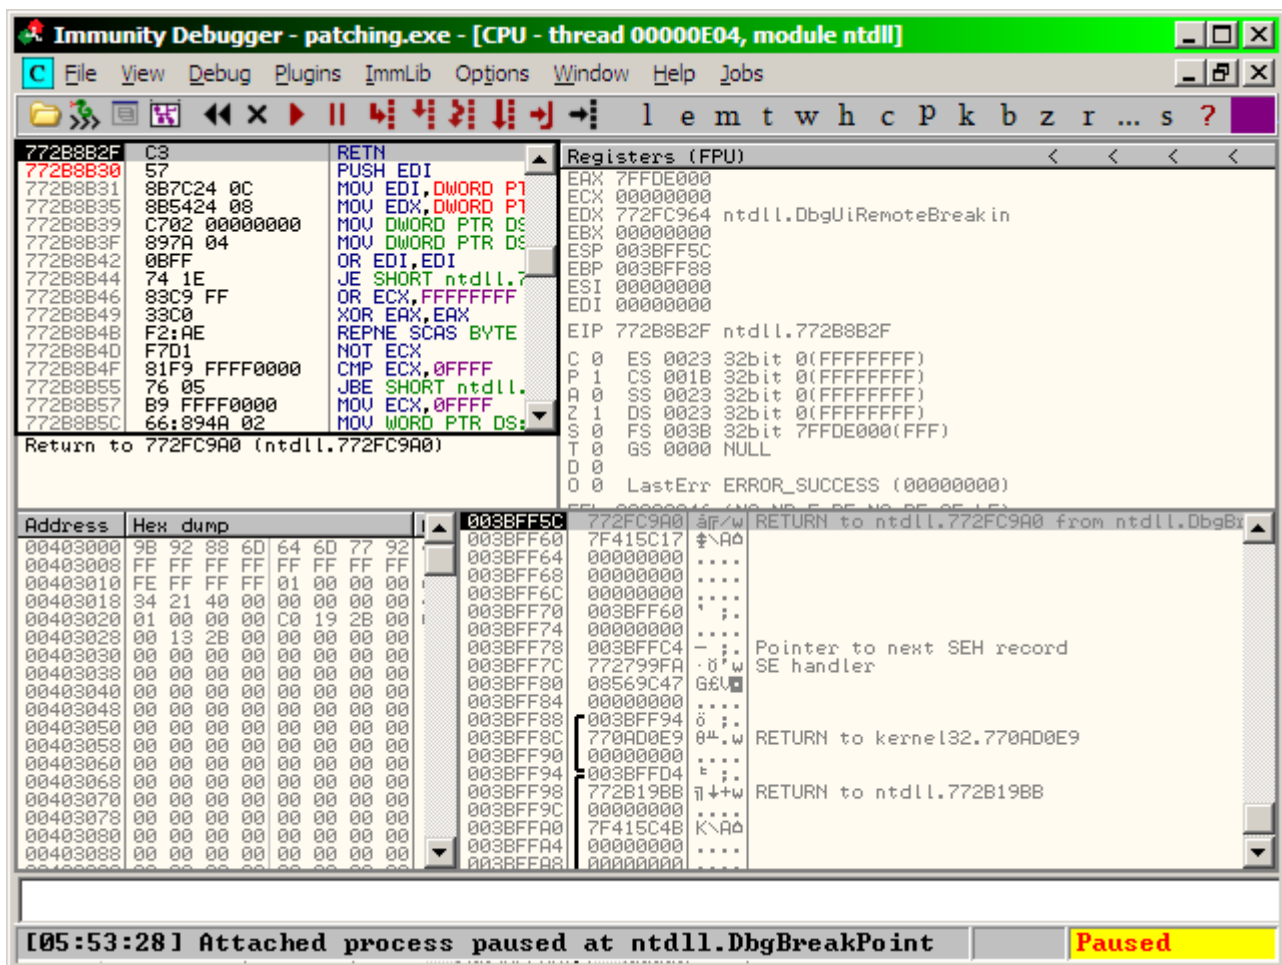 Immunity Debugger - patching.exe - [CPU - thread 00000E04, module ntdll]
C File View Debug Plugins ImmLib Options Window Help Jobs
l e m t w h c p k b z r ... s ?
772B8B2F C3 RETN
772B8B30 57 PUSH EDI
772B8B31 8B7C24 0C MOV EDI,DWORD PT
772B8B35 8B5424 08 MOV EDX,DWORD PT
772B8B39 C702 00000000 MOV DWORD PTR DS
772B8B3F 897A 04 MOV DWORD PTR DS
772B8B42 0BFF OR EDI,EDI
772B8B44 74 1E JE SHORT ntdll.7
772B8B46 83C9 FF OR ECX,FFFFFFFF
772B8B49 33C0 XOR EAX,EAX
772B8B4B F2:AE REPNE SCAS BYTE
772B8B4D F7D1 NOT ECX
772B8B4F 81F9 FFFF0000 CMP ECX,0FFFF
772B8B55 76 05 JBE SHORT ntdll.
772B8B57 B9 FFFF0000 MOV ECX,0FFFF
772B8B5C 66:894A 02 MOV WORD PTR DS:
Return to 772FC9A0 (ntdll.772FC9A0)
Registers (FPU) < < < <
EAX 7FFDE000
ECX 00000000
EDX 772FC964 ntdll.DbgUiRemoteBreakin
EBX 00000000
ESP 003BFF5C
EBP 003BFF88
ESI 00000000
EDI 00000000
EIP 772B8B2F ntdll.772B8B2F
C 0 ES 0023 32bit 0(FFFFFFFF)
P 1 CS 001B 32bit 0(FFFFFFFF)
A 0 SS 0023 32bit 0(FFFFFFFF)
Z 1 DS 0023 32bit 0(FFFFFFFF)
S 0 FS 003B 32bit 7FFDE000(FFF)
T 0 GS 0000 NULL
D 0
O 0 LastErr ERROR_SUCCESS (00000000)
Address Hex dump
00403000 9B 92 88 6D 64 6D 77 92
00403008 FF FF FF FF FF FF FF FF
00403010 FE FF FF FF 01 00 00 00
00403018 34 21 40 00 00 00 00 00
00403020 01 00 00 00 C0 19 2B 00
00403028 00 13 2B 00 00 00 00 00
00403030 00 00 00 00 00 00 00 00
00403038 00 00 00 00 00 00 00 00
00403040 00 00 00 00 00 00 00 00
00403048 00 00 00 00 00 00 00 00
00403050 00 00 00 00 00 00 00 00
00403058 00 00 00 00 00 00 00 00
00403060 00 00 00 00 00 00 00 00
00403068 00 00 00 00 00 00 00 00
00403070 00 00 00 00 00 00 00 00
00403078 00 00 00 00 00 00 00 00
00403080 00 00 00 00 00 00 00 00
00403088 00 00 00 00 00 00 00 00
003BFF5C 772FC9A0 RETURN to ntdll.772FC9A0 from ntdll.DbgBr
003BFF60 7F415C17
003BFF64 00000000 ....
003BFF68 00000000 ....
003BFF6C 00000000 ....
003BFF70 003BFF60
003BFF74 00000000 ....
003BFF78 003BFFC4 Pointer to next SEH record
003BFF7C 772799FA SE handler
003BFF80 08569C47
003BFF84 00000000 ....
003BFF88 003BFF94
003BFF8C 770AD0E9 RETURN to kernel32.770AD0E9
003BFF90 00000000 ....
003BFF94 003BFFD4
003BFF98 772B19BB RETURN to ntdll.772B19BB
003BFF9C 00000000 ....
003BFFA0 7F415C4B
003BFFA4 00000000 ....
003BFFA8 00000000 ....
[05:53:28] Attached process paused at ntdll.DbgBreakPoint
Paused